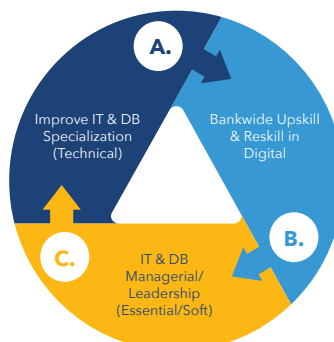 A.
Improve IT & DB
Specialization
(Technical)
Bankwide Upskill
& Reskill in
Digital
B.
C.
IT & DB
Managerial/
Leadership
(Essential/Soft)